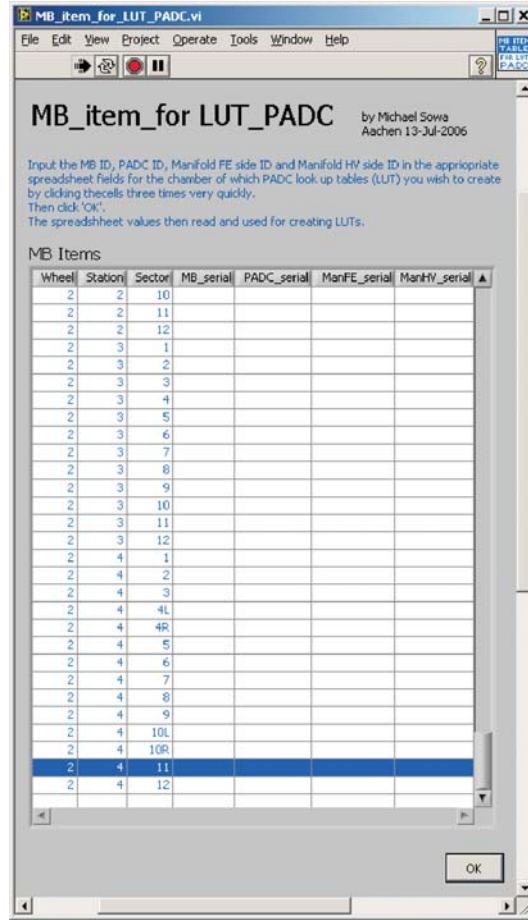 MB_item_for_LUT_PADC.vi
File Edit View Project Operate Tools Window Help
MB ITEM
TABLE
FOR LUT
PADC
MB_item_for LUT_PADC
by Michael Sowa
Aachen 13-Jul-2006
Input the MB ID, PADC ID, Manifold FE side ID and Manifold HV side ID in the appriopriate
spreadsheet fields for the chamber of which PADC look up tables (LUT) you wish to create
by clicking thecells three times very quickly.
Then click 'OK'.
The spreadshheet values then read and used for creating LUTs.
MB Items
Wheel Station Sector MB_serial PADC_serial ManFE_serial ManHV_serial
2 2 10
2 2 11
2 2 12
2 3 1
2 3 2
2 3 3
2 3 4
2 3 5
2 3 6
2 3 7
2 3 8
2 3 9
2 3 10
2 3 11
2 3 12
2 4 1
2 4 2
2 4 3
2 4 4L
2 4 4R
2 4 5
2 4 6
2 4 7
2 4 8
2 4 9
2 4 10L
2 4 10R
2 4 11
2 4 12
OK